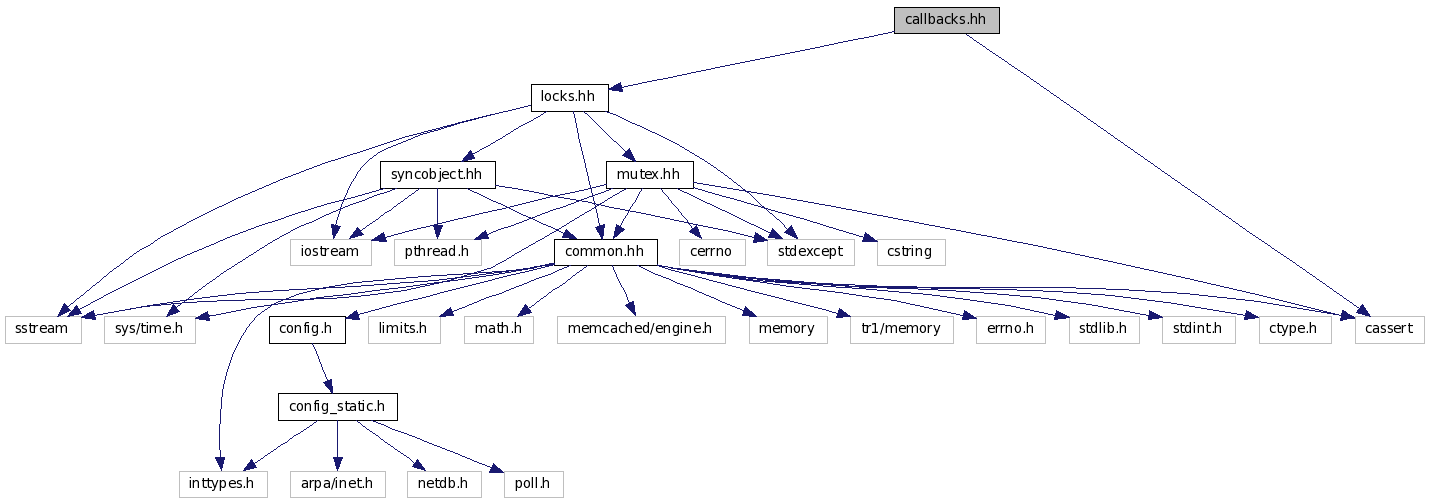 callbacks.hh
locks.hh
syncobject.hh
mutex.hh
iostream
pthread.h
common.hh
cerrno
stdexcept
cstring
sstream
sys/time.h
config.h
limits.h
math.h
memcached/engine.h
memory
tr1/memory
errno.h
stdlib.h
stdint.h
ctype.h
cassert
config_static.h
inttypes.h
arpa/inet.h
netdb.h
poll.h